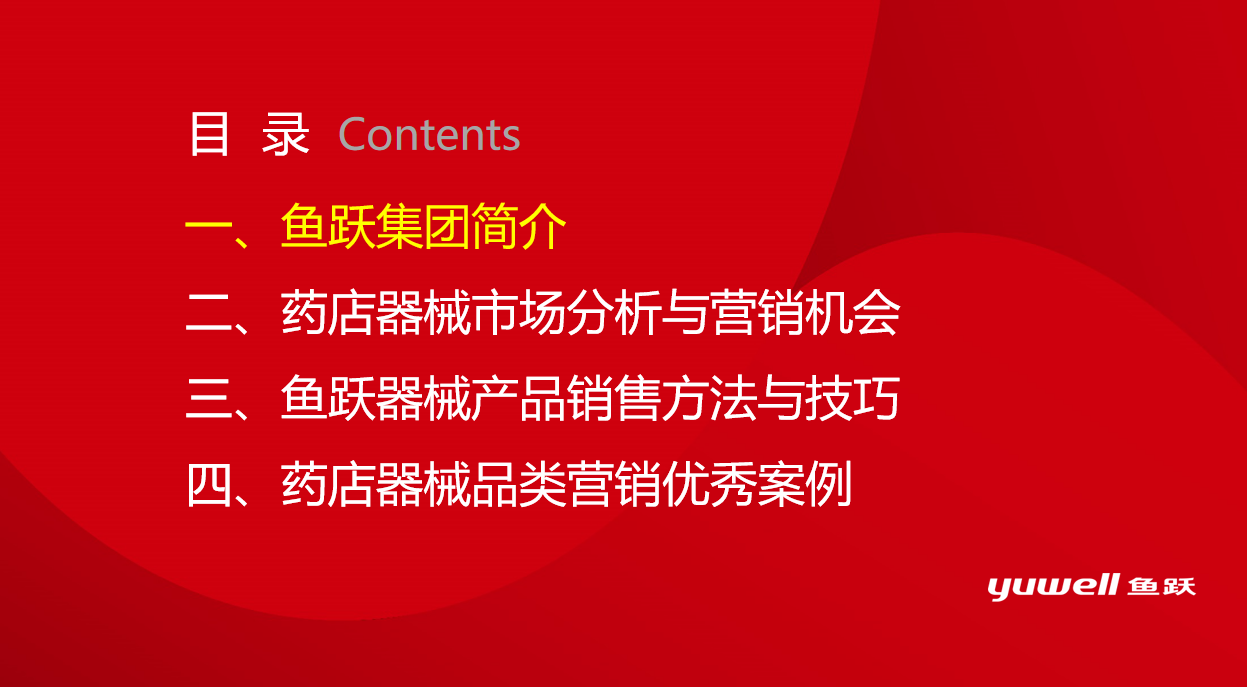 目 录 Contents
一、鱼跃集团简介
二、药店器械市场分析与营销机会
三、鱼跃器械产品销售方法与技巧
四、药店器械品类营销优秀案例
yuwell 鱼跃